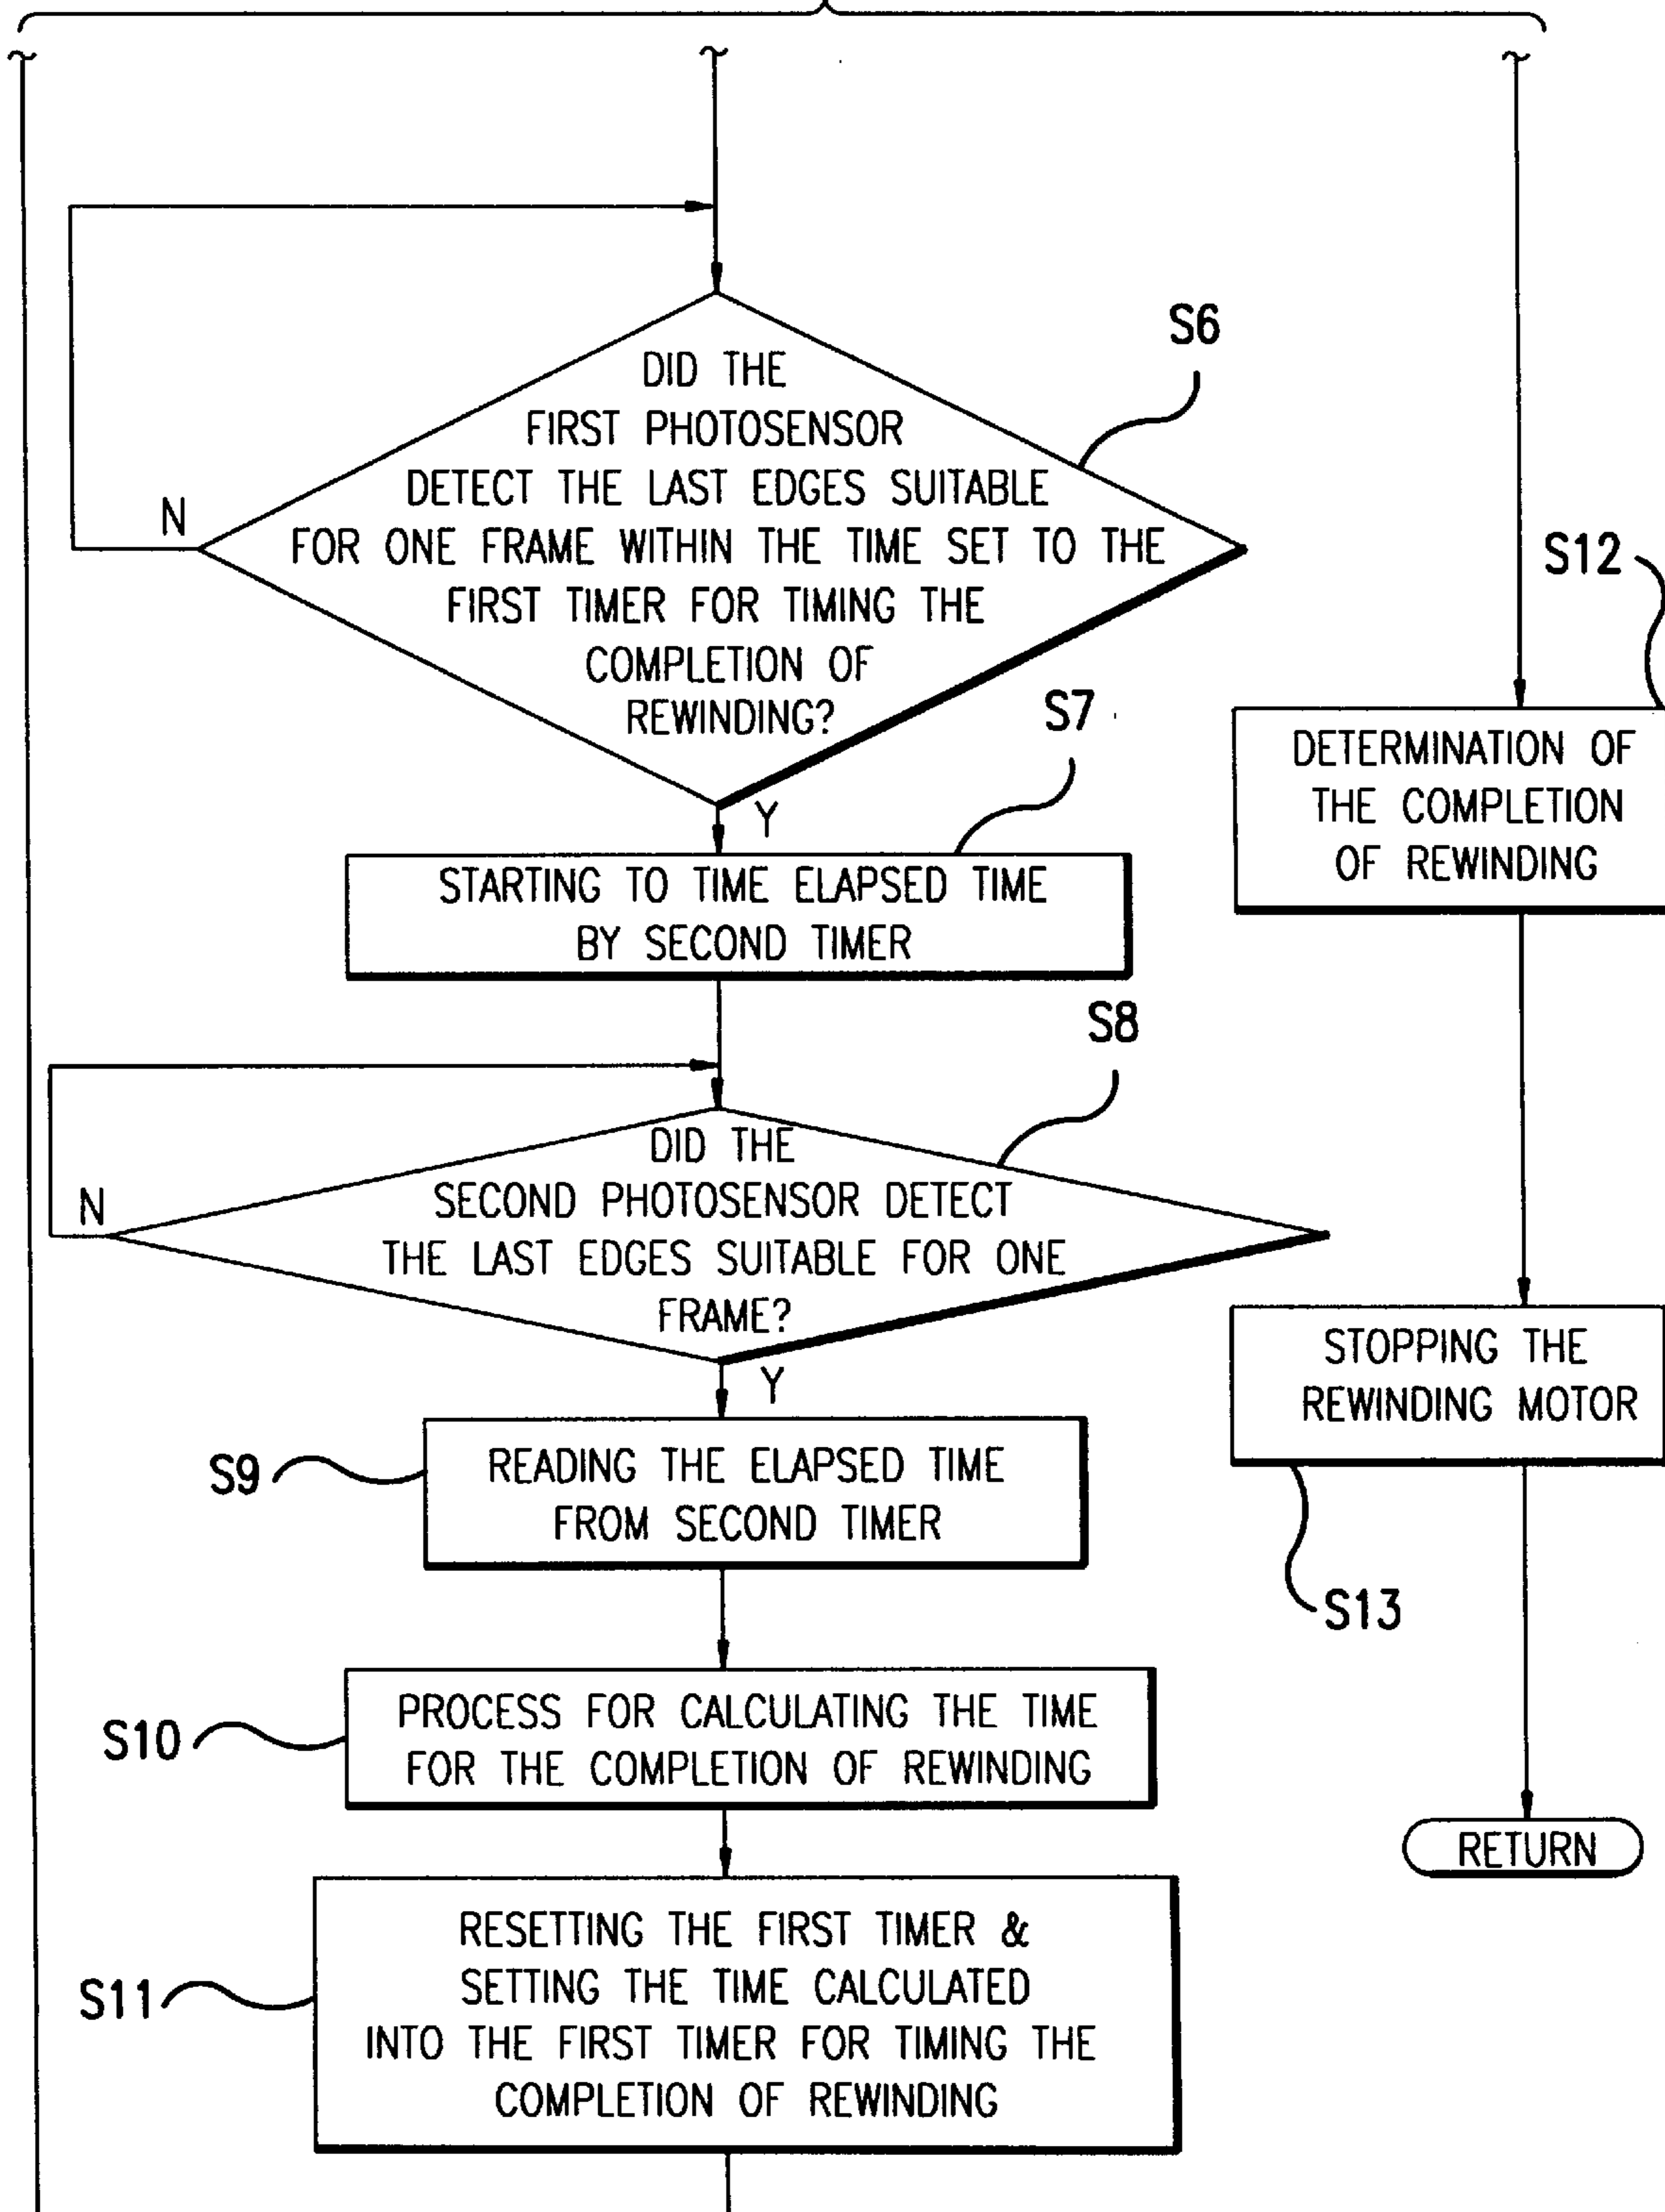 S6
DID THE
FIRST PHOTOSENSOR
DETECT THE LAST EDGES SUITABLE
FOR ONE FRAME WITHIN THE TIME SET TO THE
FIRST TIMER FOR TIMING THE
COMPLETION OF
REWINDING?
N
Y
S7
STARTING TO TIME ELAPSED TIME
BY SECOND TIMER
S8
DID THE
SECOND PHOTOSENSOR DETECT
THE LAST EDGES SUITABLE FOR ONE
FRAME?
N
Y
S9
READING THE ELAPSED TIME
FROM SECOND TIMER
S10
PROCESS FOR CALCULATING THE TIME
FOR THE COMPLETION OF REWINDING
S11
RESETTING THE FIRST TIMER &
SETTING THE TIME CALCULATED
INTO THE FIRST TIMER FOR TIMING THE
COMPLETION OF REWINDING
S12
DETERMINATION OF
THE COMPLETION
OF REWINDING
STOPPING THE
REWINDING MOTOR
S13
RETURN